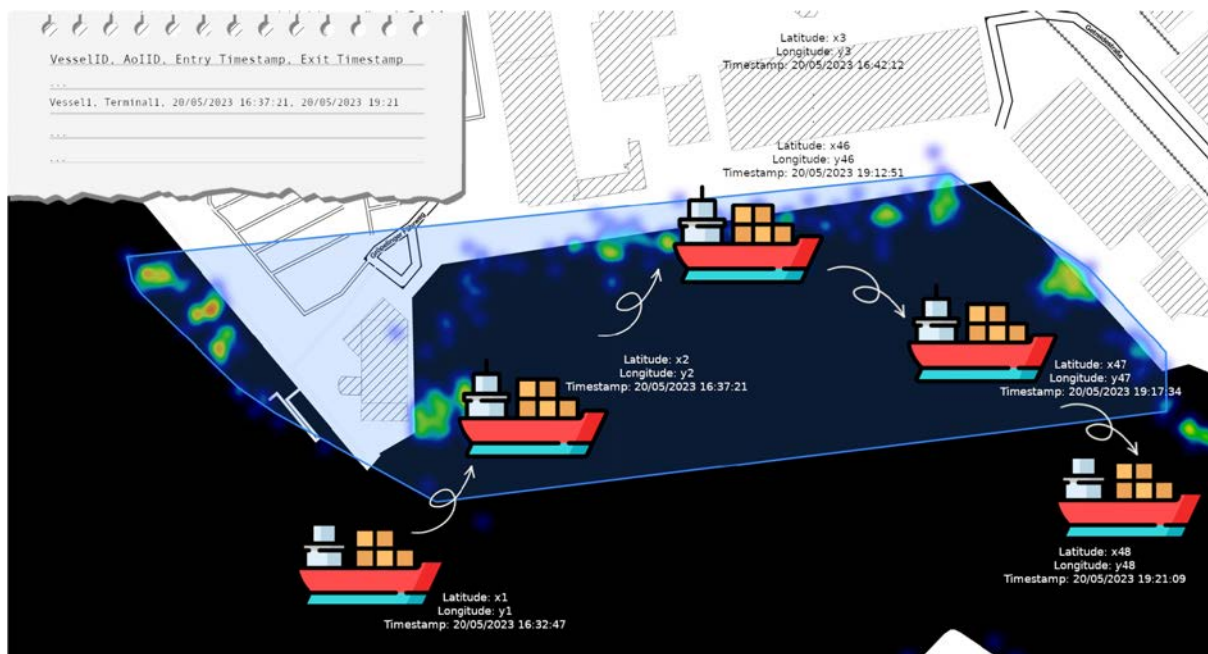 VesselID, AoIID, Entry Timestamp, Exit Timestamp
...
Vessel1, Terminal1, 20/05/2023 16:37:21, 20/05/2023 19:21
...
...
Latitude: x3
Longitude: y3
Timestamp: 20/05/2023 16:42:12
Latitude: x46
Longitude: y46
Timestamp: 20/05/2023 19:12:51
Latitude: x2
Longitude: y2
Timestamp: 20/05/2023 16:37:21
Latitude: x47
Longitude: y47
Timestamp: 20/05/2023 19:17:34
Latitude: x48
Longitude: y48
Timestamp: 20/05/2023 19:21:09
Latitude: x1
Longitude: y1
Timestamp: 20/05/2023 16:32:47